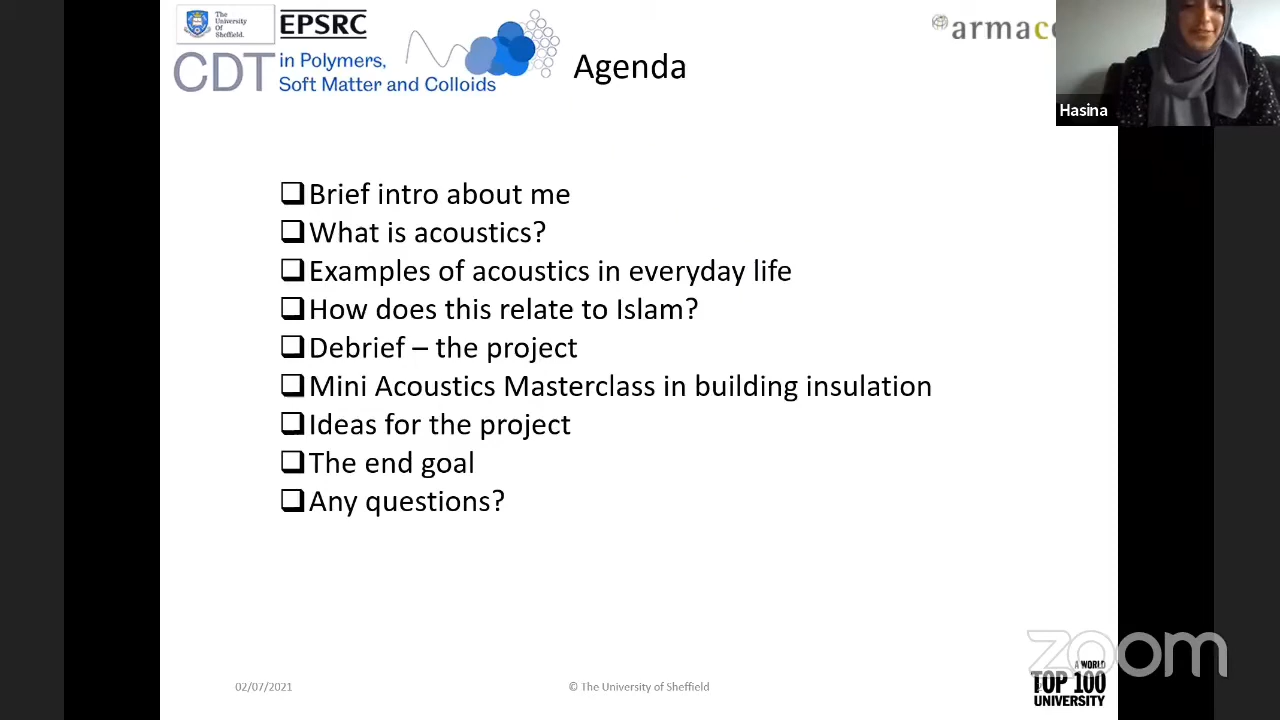 The
University
Of
Sheffield.
EPSRC
CDT
in Polymers,
Soft Matter and Colloids
Agenda
armac
Hasina
Brief intro about me
What is acoustics?
Examples of acoustics in everyday life
How does this relate to Islam?
Debrief – the project
Mini Acoustics Masterclass in building insulation
Ideas for the project
The end goal
Any questions?
02/07/2021
© The University of Sheffield
zoom
A WORLD
TOP 100
UNIVERSITY